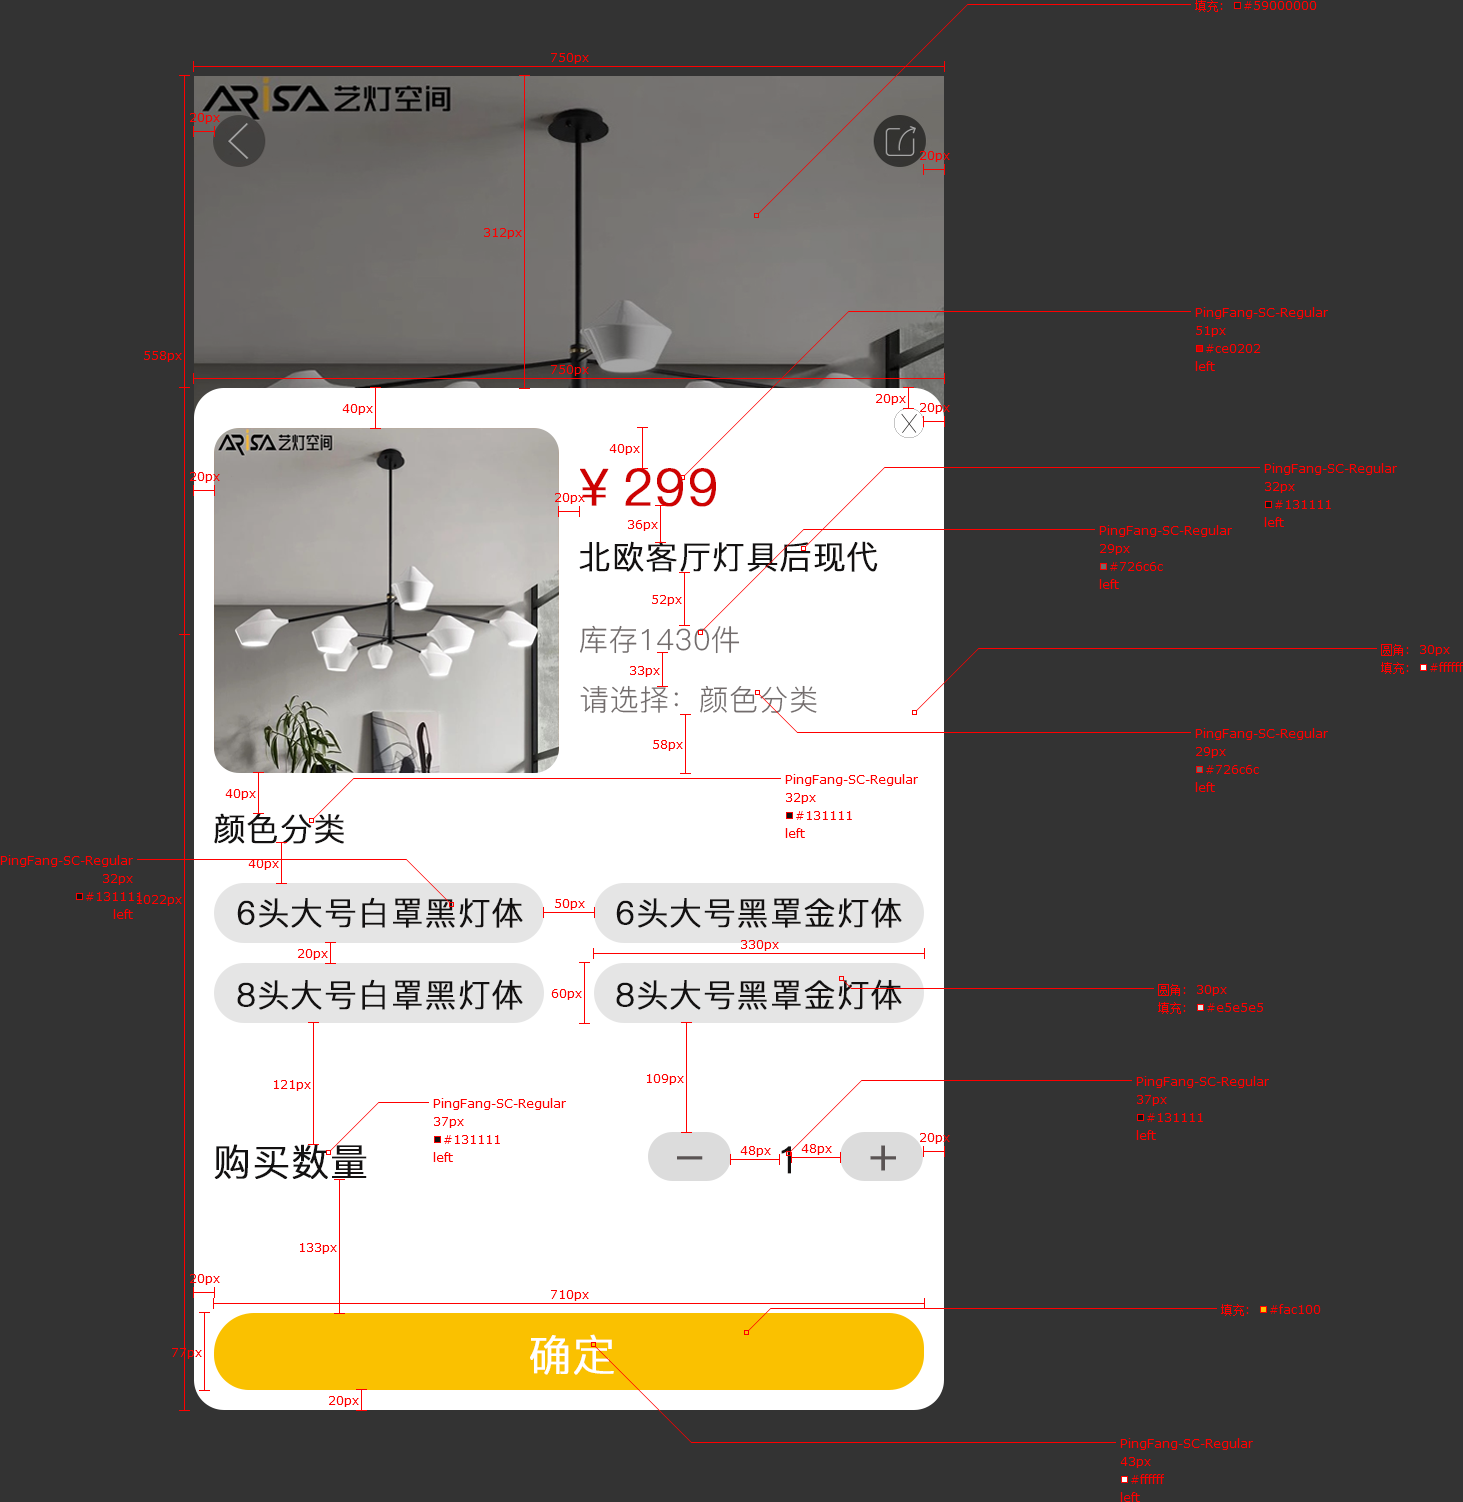 填充： #59000000
750px
ARiSA 艺灯空间
20px
20px
312px
PingFang-SC-Regular
51px
#ce0202
left
558px
750px
40px
20px
20px
ARiSA 艺灯空间
40px
20px
¥ 299
20px
PingFang-SC-Regular
32px
#131111
left
36px
PingFang-SC-Regular
29px
#726c6c
left
北欧客厅灯具后现代
52px
库存1430件
33px
圆角： 30px
填充： #ffffff
请选择：颜色分类
58px
PingFang-SC-Regular
29px
#726c6c
left
40px
PingFang-SC-Regular
32px
#131111
left
颜色分类
40px
PingFang-SC-Regular
32px
#131111
left
1022px
6头大号白罩黑灯体
50px
6头大号黑罩金灯体
20px
330px
8头大号白罩黑灯体
60px
8头大号黑罩金灯体
圆角： 30px
填充： #e5e5e5
121px
109px
PingFang-SC-Regular
37px
#131111
left
PingFang-SC-Regular
37px
#131111
left
购买数量
−
48px
1
48px
+
20px
133px
20px
710px
填充： #fac100
77px
确定
20px
PingFang-SC-Regular
43px
#ffffff
left